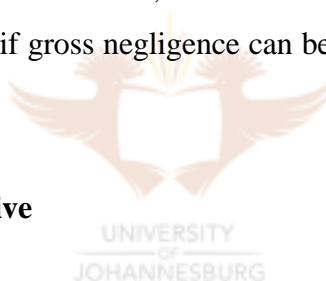 if gross negligence can be
ive
UNIVERSITY
OF
JOHANNESBURG